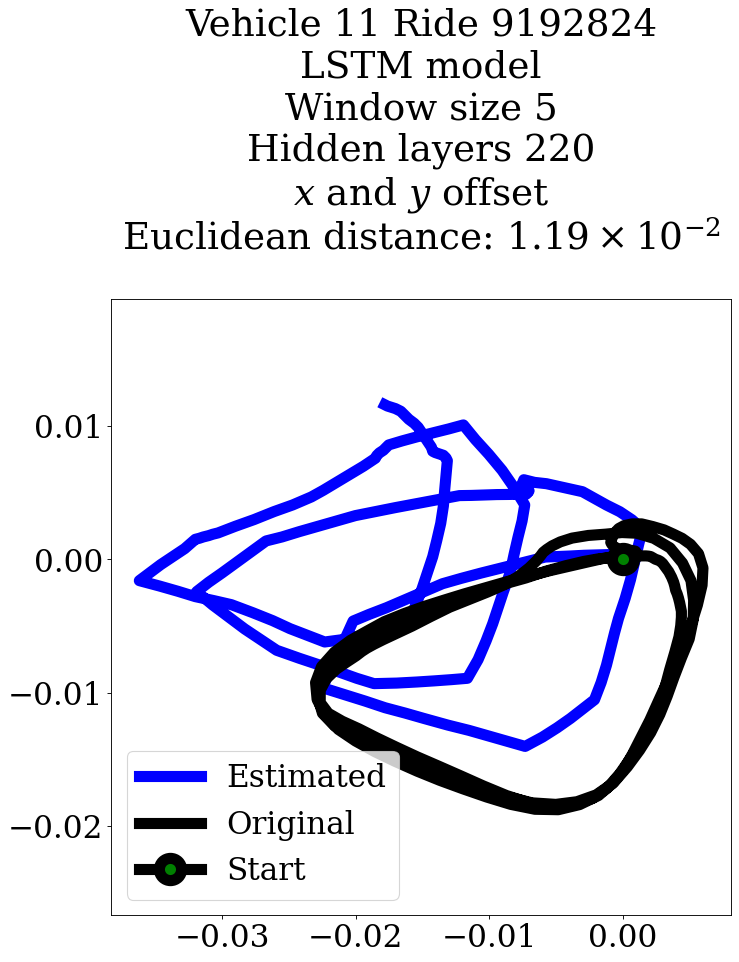 Vehicle 11 Ride 9192824
LSTM model
Window size 5
Hidden layers 220
x and y offset
Euclidean distance: 1.19 × 10⁻²
0.01
0.00
−0.01
−0.02
Estimated
Original
Start
−0.03
−0.02
−0.01
0.00